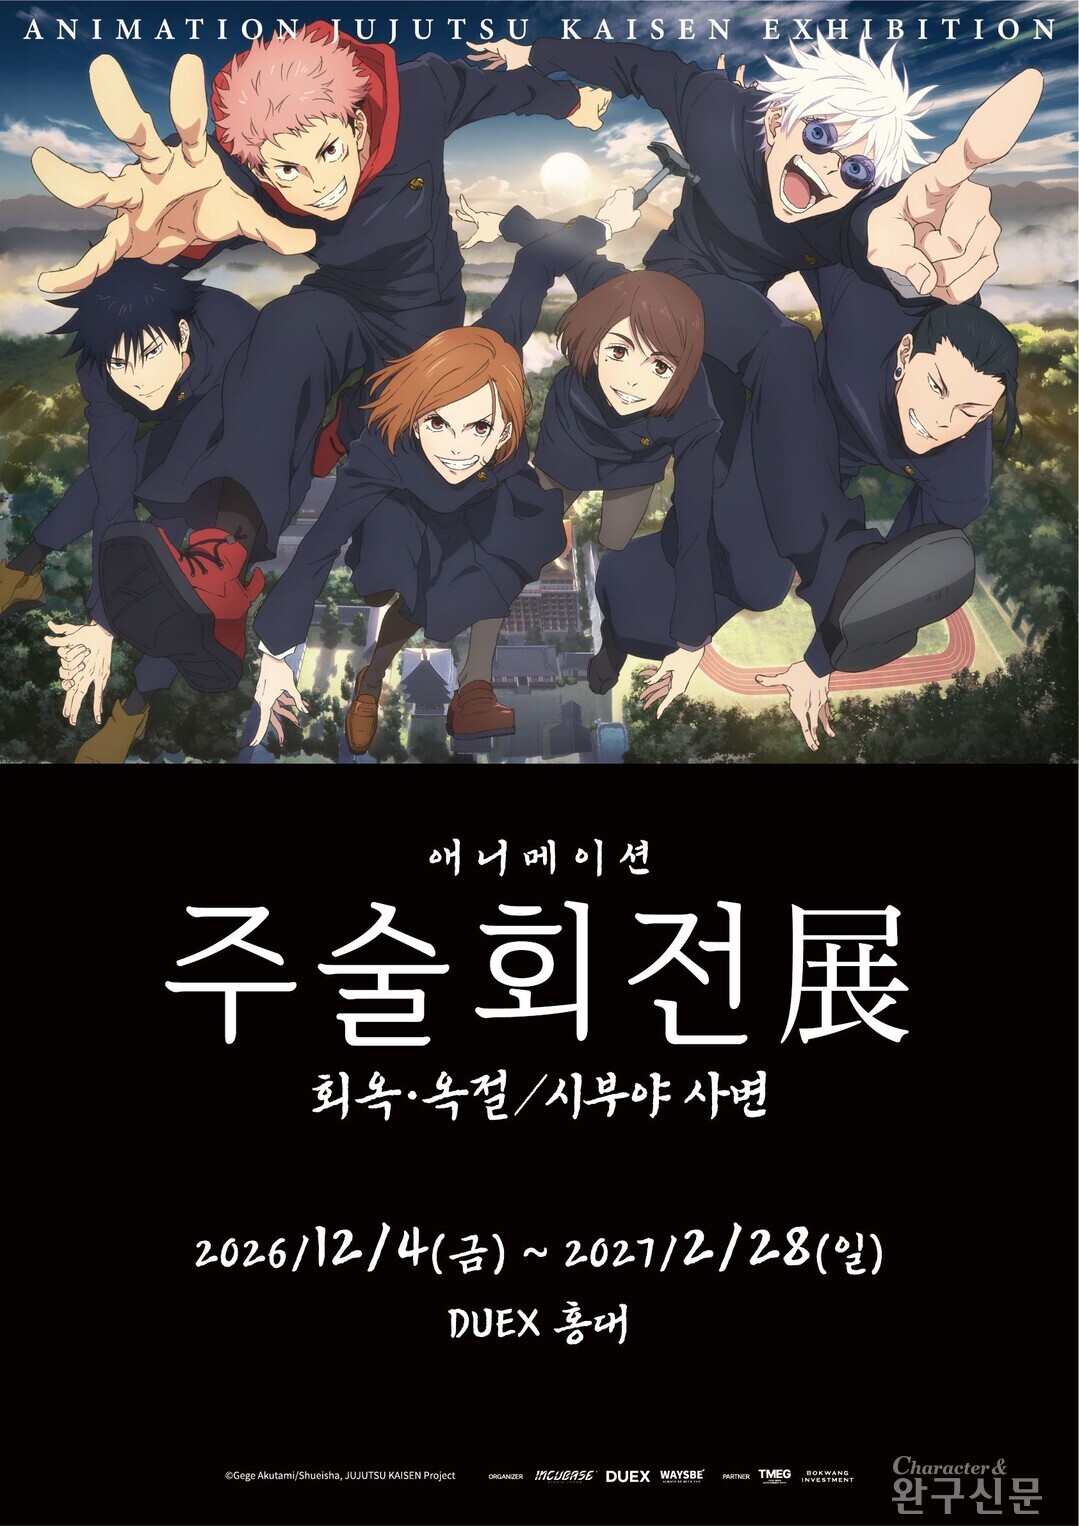 ANIMATION JUJUTSU KAISEN EXHIBITION
애니메이션
주술회전展
회옥·옥절/시부야 사변
2026/12/4(금) ~ 2027/2/28(일)
DUEX 홍대
©Gege Akutami/Shueisha, JUJUTSU KAISEN Project
ORGANIZER INCUBASE DUEX WAYSBE PARTNER TMEG BOKWANG INVESTMENT
Character&
완구신문